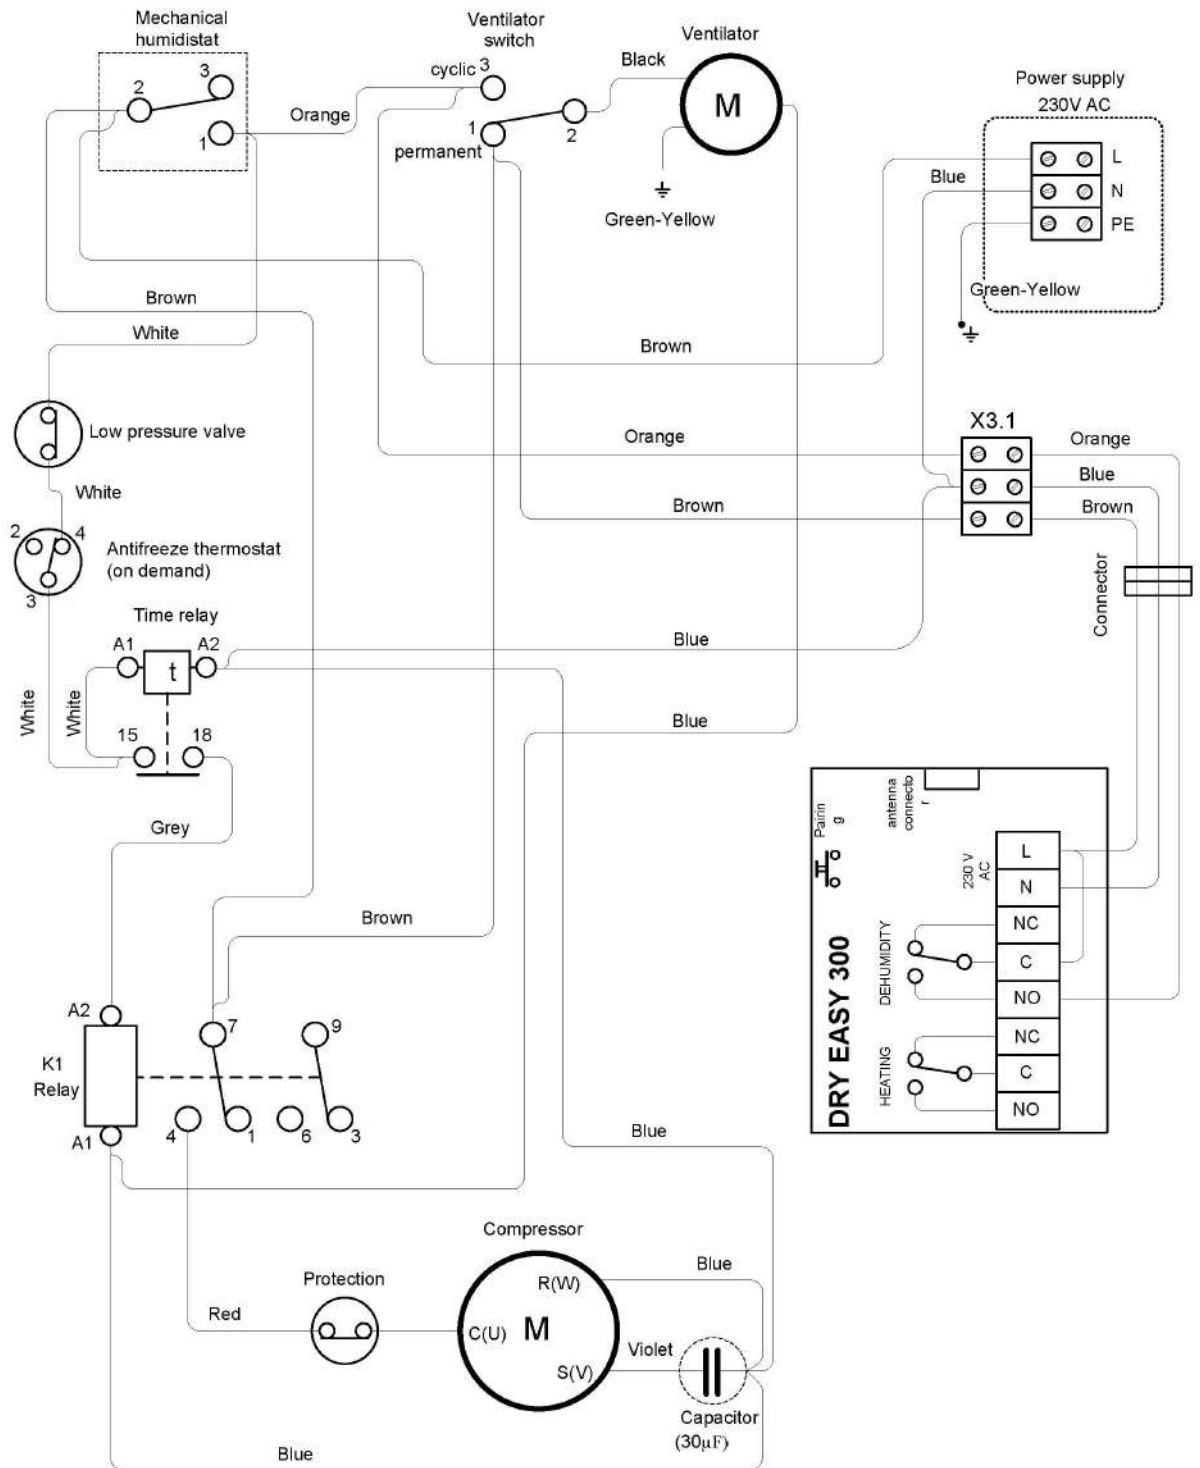 Mechanical
humidistat
2
3
1
Orange
Ventilator
switch
cyclic 3
1
permanent
2
Black
Ventilator
M
Green-Yellow
Power supply
230V AC
L
N
PE
Blue
Green-Yellow
Brown
White
Brown
Low pressure valve
White
2
4
3
Antifreeze thermostat
(on demand)
Orange
Brown
X3.1
Orange
Blue
Brown
Connector
Time relay
A1
A2
t
White
White
15
18
Blue
Blue
Grey
Brown
A2
K1
Relay
A1
7
9
4
1
6
3
Pairin
g
antenna
connecto
r
230 V
AC
L
N
NC
C
NO
NC
C
NO
DEHUMIDITY
HEATING
DRY EASY 300
Blue
Compressor
R(W)
C(U)
M
S(V)
Protection
Red
Blue
Violet
Capacitor
(30µF)
Blue